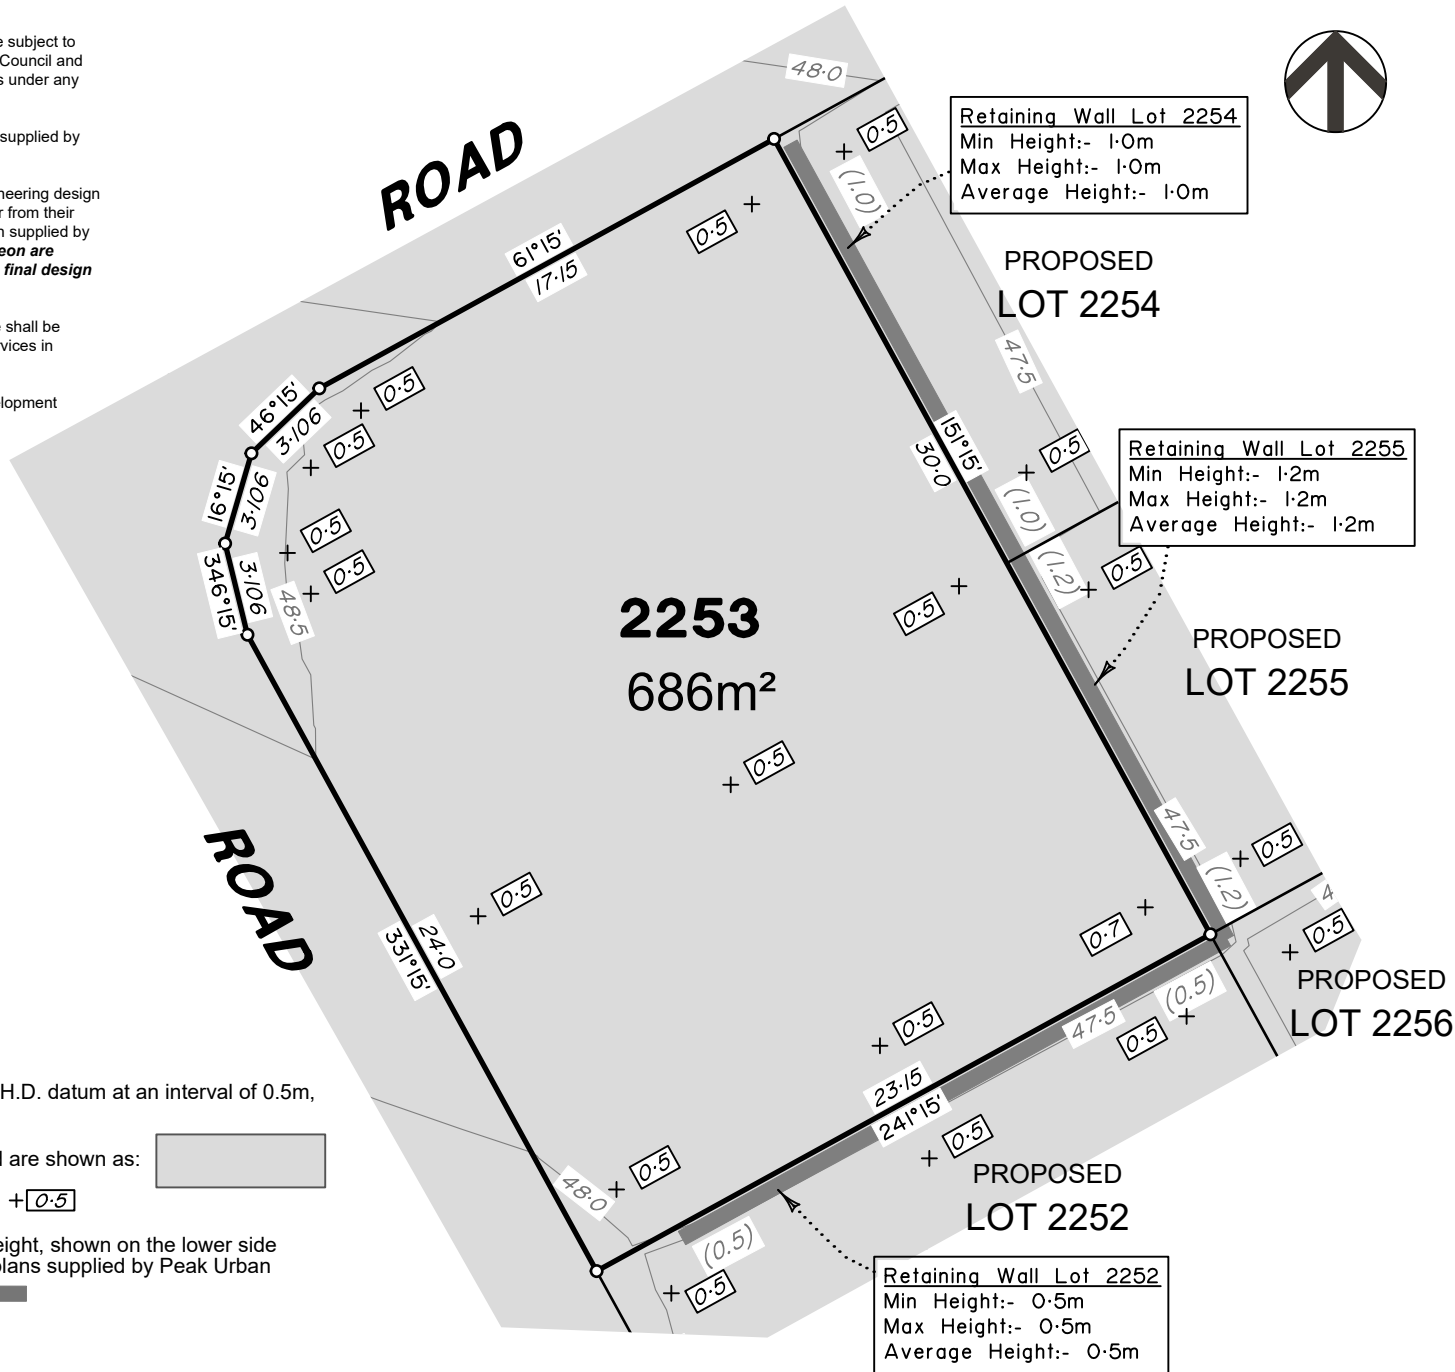 e subject to
Council and
s under any
supplied by
neering design
r from their
n supplied by
eon are
final design
e shall be
vices in
elopment
ROAD
48·0
0·5
0·5
(1.0)
Retaining Wall Lot 2254
Min Height:- 1·0m
Max Height:- 1·0m
Average Height:- 1·0m
PROPOSED
LOT 2254
61°15'
17·15
47·5
46°15'
3·106
0·5
0·5
16°15'
3·106
0·5
0·5
346°15'
3·106
48·5
151°15'
30·0
0·5
(1.0)
(1.2)
0·5
Retaining Wall Lot 2255
Min Height:- 1·2m
Max Height:- 1·2m
Average Height:- 1·2m
0·5
2253
686m²
PROPOSED
LOT 2255
0·5
ROAD
0·5
331°15'
24·0
47·5
(1.2)
0·5
0·7
4
0·5
PROPOSED
LOT 2256
0·5
47·5
(0.5)
0·5
23·15
241°15'
0·5
H.D. datum at an interval of 0.5m,
l are shown as:
0·5
eight, shown on the lower side
plans supplied by Peak Urban
48·0
0·5
PROPOSED
LOT 2252
(0.5)
0·5
Retaining Wall Lot 2252
Min Height:- 0·5m
Max Height:- 0·5m
Average Height:- 0·5m